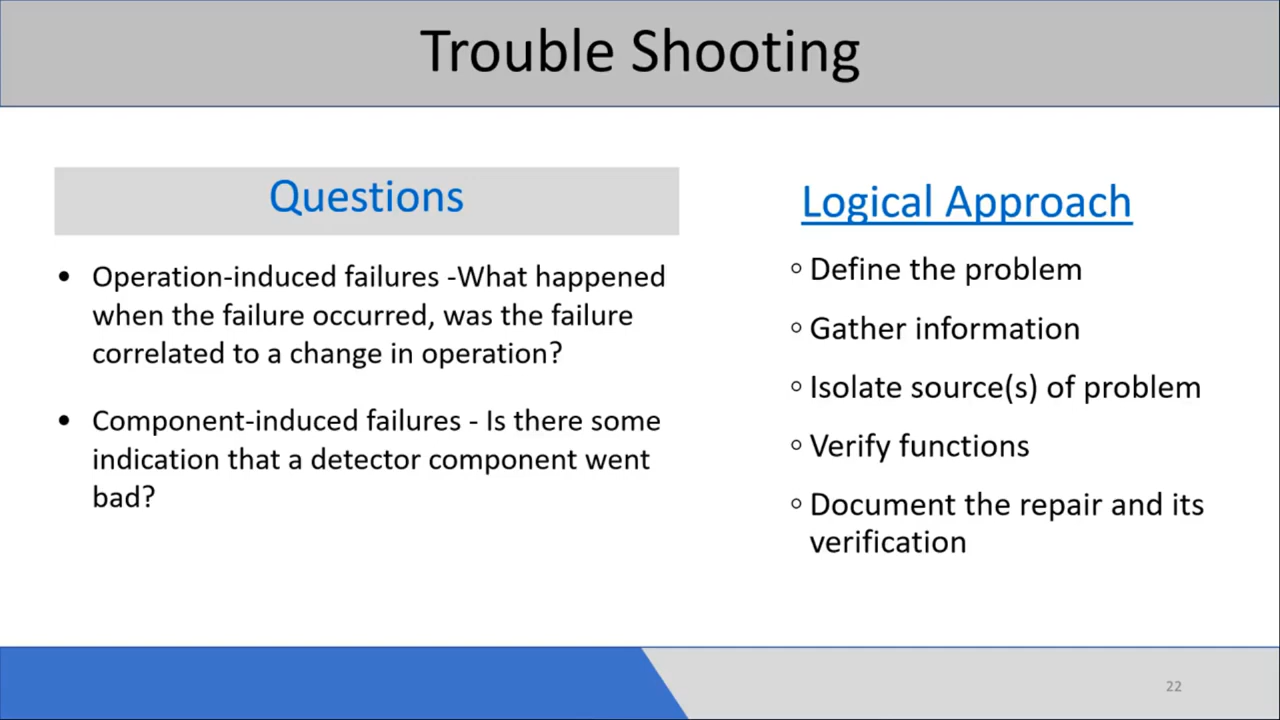 Trouble Shooting
Questions
• Operation-induced failures -What happened
when the failure occurred, was the failure
correlated to a change in operation?
• Component-induced failures - Is there some
indication that a detector component went
bad?
Logical Approach
◦ Define the problem
◦ Gather information
◦ Isolate source(s) of problem
◦ Verify functions
◦ Document the repair and its
verification
22